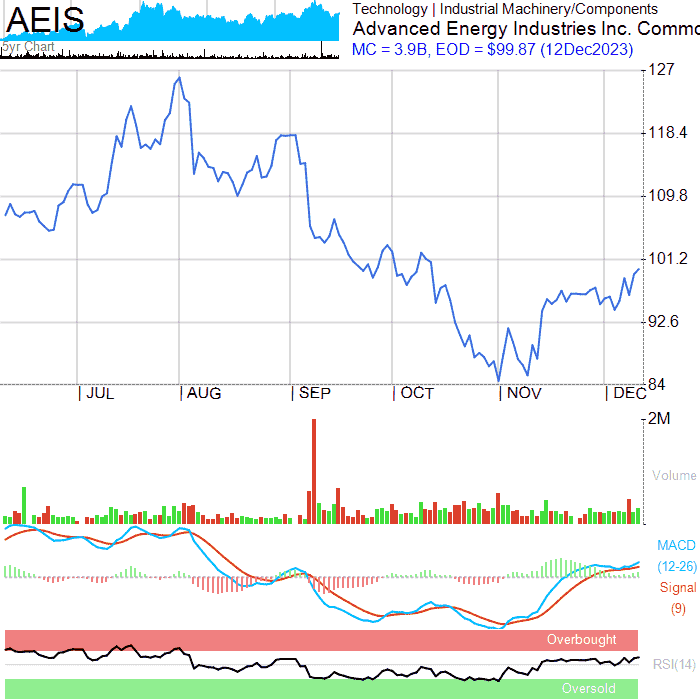 AEIS
5yr Chart
Technology | Industrial Machinery/Components
Advanced Energy Industries Inc. Commo
MC = 3.9B, EOD = $99.87 (12Dec2023)
127
118.4
109.8
101.2
92.6
84
| JUL | AUG | SEP | OCT | NOV | DEC
2M
Volume
MACD
(12-26)
Signal
(9)
Overbought
RSI(14)
Oversold